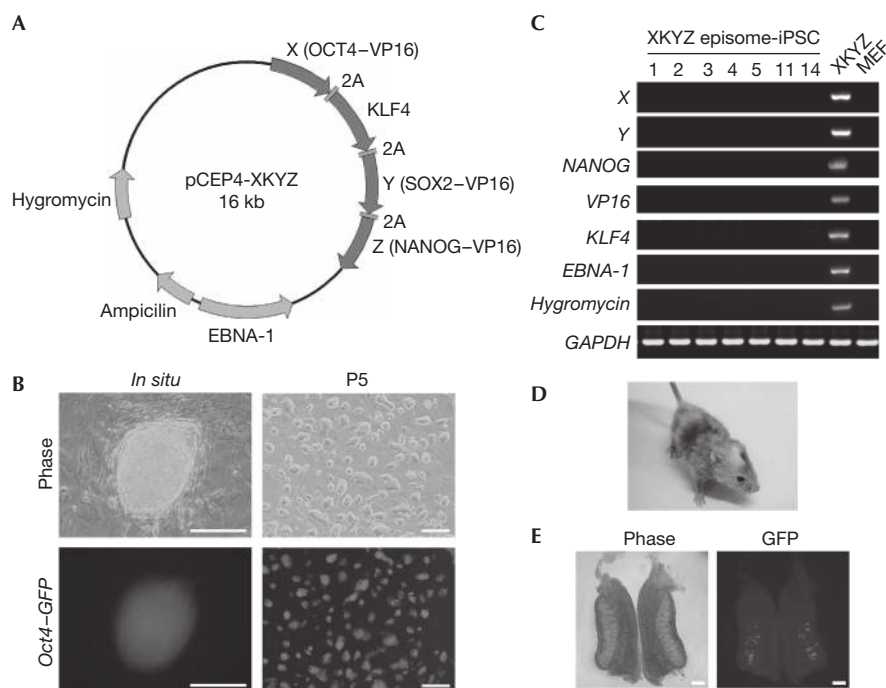 A
X (OCT4–VP16)
2A
KLF4
2A
Y (SOX2–VP16)
2A
Z (NANOG–VP16)
pCEP4-XKYZ
16 kb
Hygromycin
Ampicilin
EBNA-1
B
In situ
P5
Phase
Oct4–GFP
C
XKYZ episome-iPSC
1 2 3 4 5 11 14 XKYZ MEF
X
Y
NANOG
VP16
KLF4
EBNA-1
Hygromycin
GAPDH
D
E
Phase
GFP